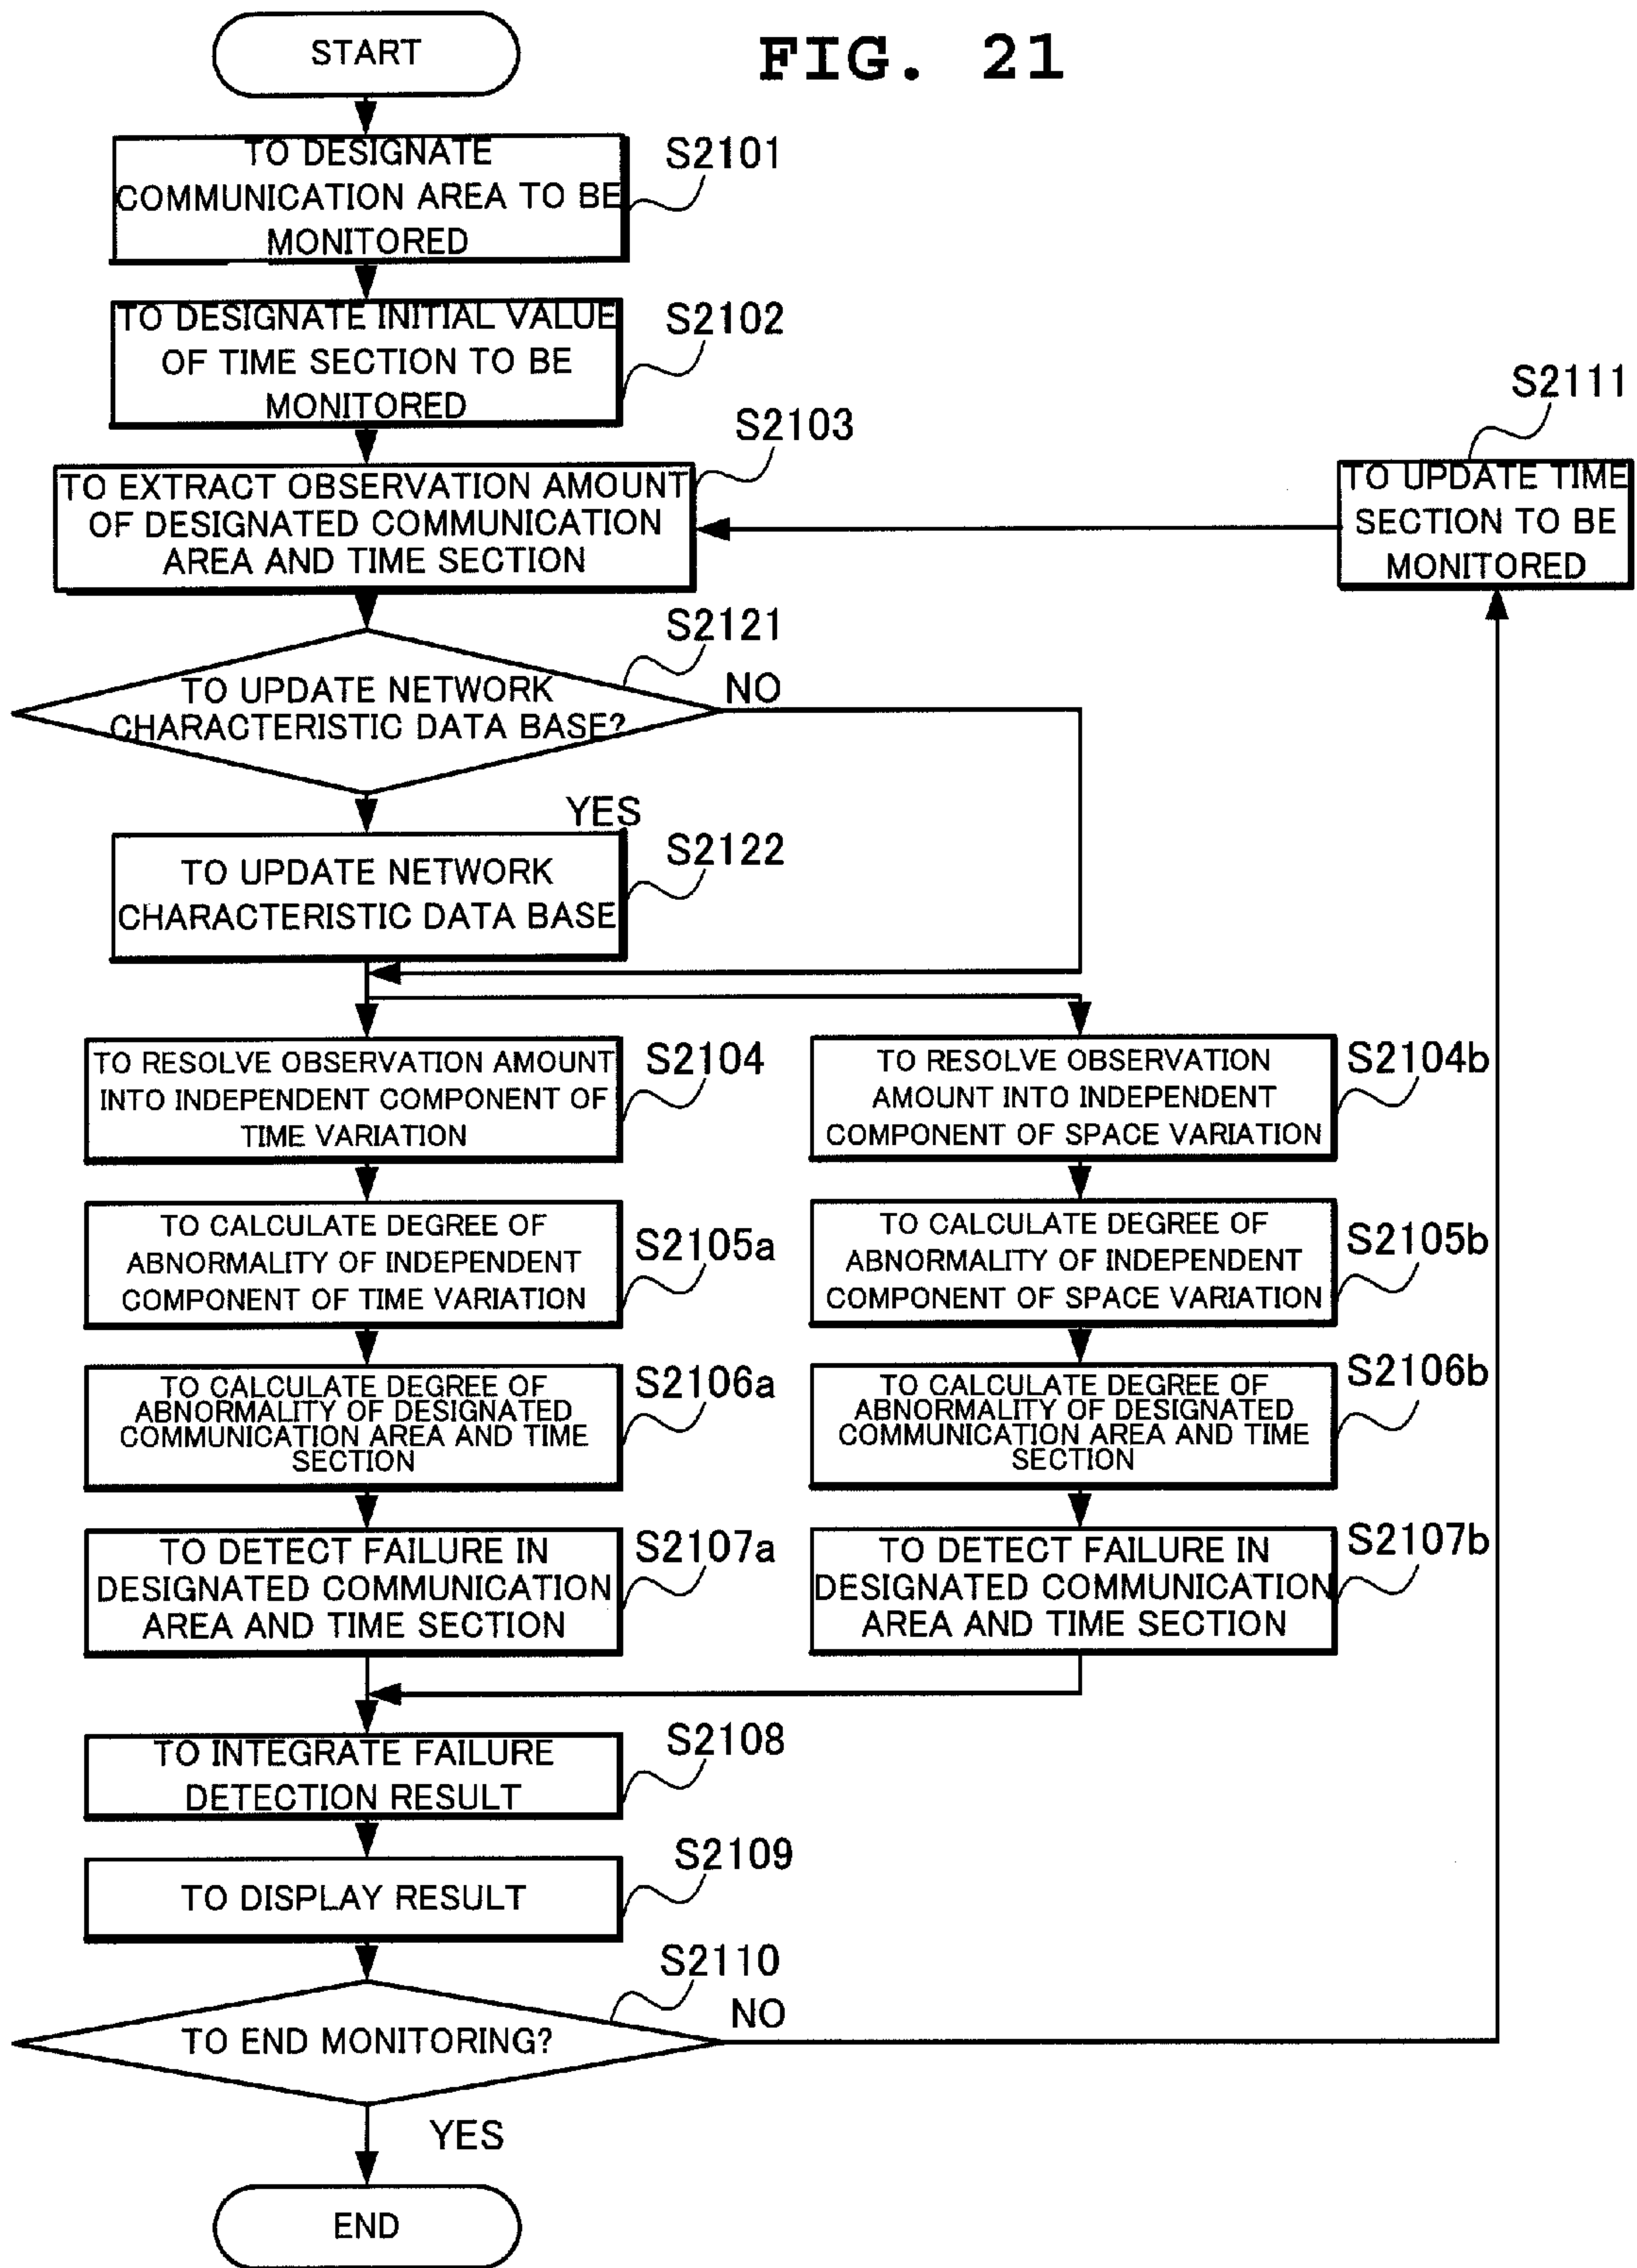 FIG. 21
START
TO DESIGNATE
COMMUNICATION AREA TO BE
MONITORED
S2101
TO DESIGNATE INITIAL VALUE
OF TIME SECTION TO BE
MONITORED
S2102
TO EXTRACT OBSERVATION AMOUNT
OF DESIGNATED COMMUNICATION
AREA AND TIME SECTION
S2103
TO UPDATE TIME
SECTION TO BE
MONITORED
S2111
TO UPDATE NETWORK
CHARACTERISTIC DATA BASE?
S2121
NO
YES
TO UPDATE NETWORK
CHARACTERISTIC DATA BASE
S2122
TO RESOLVE OBSERVATION AMOUNT
INTO INDEPENDENT COMPONENT OF
TIME VARIATION
S2104
TO RESOLVE OBSERVATION
AMOUNT INTO INDEPENDENT
COMPONENT OF SPACE VARIATION
S2104b
TO CALCULATE DEGREE OF
ABNORMALITY OF INDEPENDENT
COMPONENT OF TIME VARIATION
S2105a
TO CALCULATE DEGREE OF
ABNORMALITY OF INDEPENDENT
COMPONENT OF SPACE VARIATION
S2105b
TO CALCULATE DEGREE OF
ABNORMALITY OF DESIGNATED
COMMUNICATION AREA AND TIME
SECTION
S2106a
TO CALCULATE DEGREE OF
ABNORMALITY OF DESIGNATED
COMMUNICATION AREA AND TIME
SECTION
S2106b
TO DETECT FAILURE IN
DESIGNATED COMMUNICATION
AREA AND TIME SECTION
S2107a
TO DETECT FAILURE IN
DESIGNATED COMMUNICATION
AREA AND TIME SECTION
S2107b
TO INTEGRATE FAILURE
DETECTION RESULT
S2108
TO DISPLAY RESULT
S2109
TO END MONITORING?
S2110
NO
YES
END